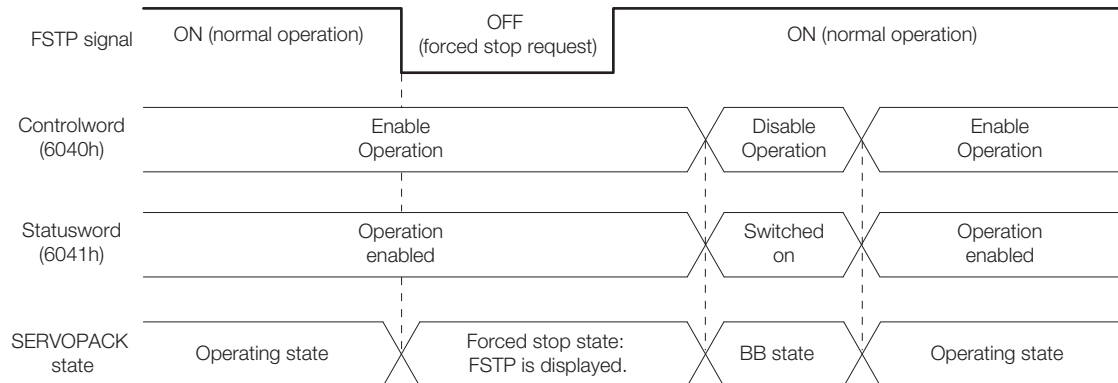 FSTP signal
ON (normal operation)
OFF
(forced stop request)
ON (normal operation)
Controlword
(6040h)
Enable
Operation
Disable
Operation
Enable
Operation
Statusword
(6041h)
Operation
enabled
Switched
on
Operation
enabled
SERVOPACK
state
Operating state
Forced stop state:
FSTP is displayed.
BB state
Operating state